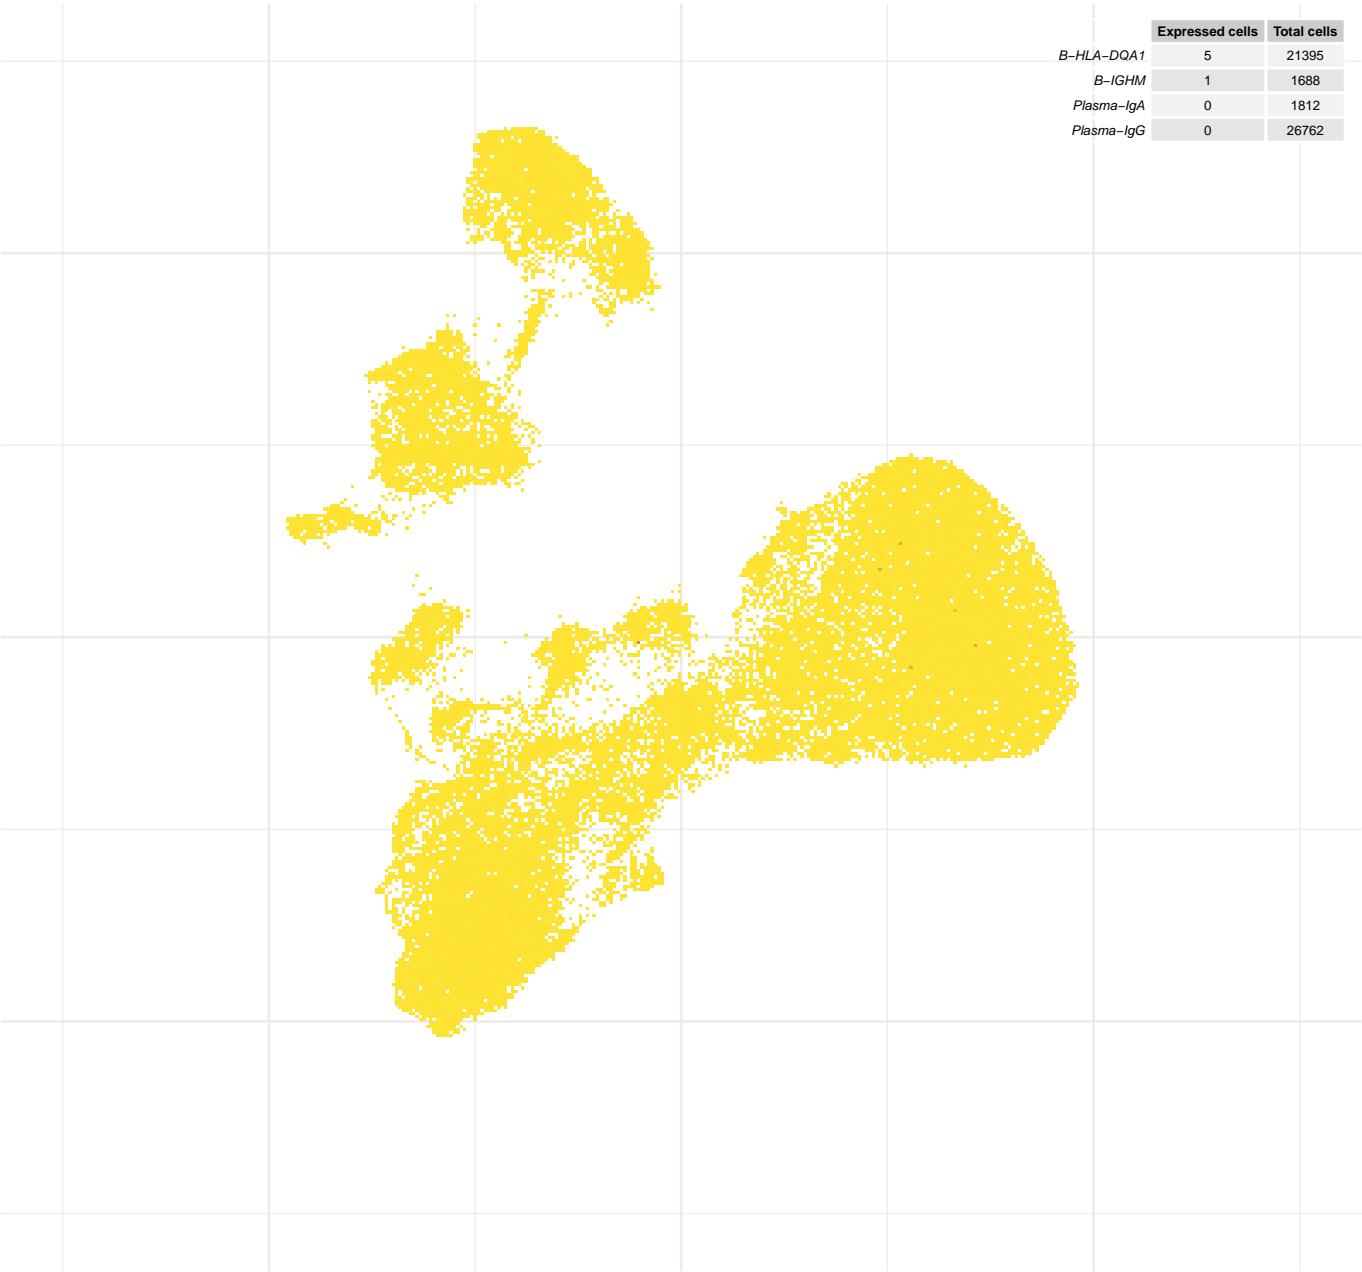 Expressed cells Total cells
B−HLA−DQA1 5 21395
B−IGHM 1 1688
Plasma−IgA 0 1812
Plasma−IgG 0 26762